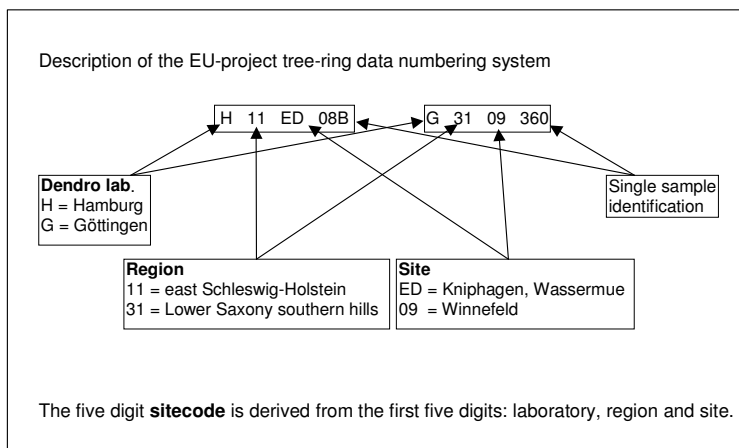 Description of the EU-project tree-ring data numbering system
H 11 ED 08B
G 31 09 360
Dendro lab.
H = Hamburg
G = Göttingen
Single sample
identification
Region
11 = east Schleswig-Holstein
31 = Lower Saxony southern hills
Site
ED = Kniphagen, Wassermue
09 = Winnefeld
The five digit sitecode is derived from the first five digits: laboratory, region and site.